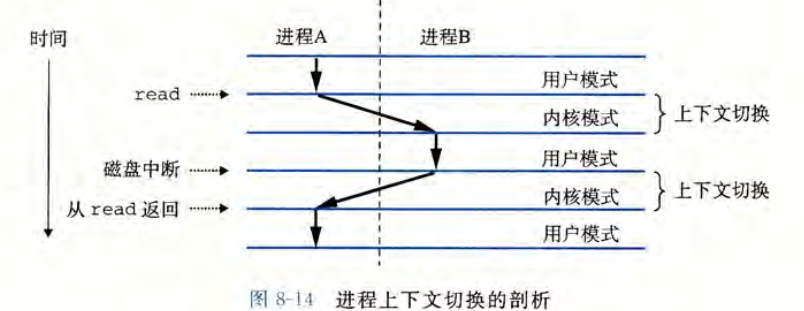 时间
进程A 进程B
用户模式
read
内核模式 上下文切换
用户模式
磁盘中断
内核模式 上下文切换
从 read 返回
用户模式
图 8-14 进程上下文切换的剖析